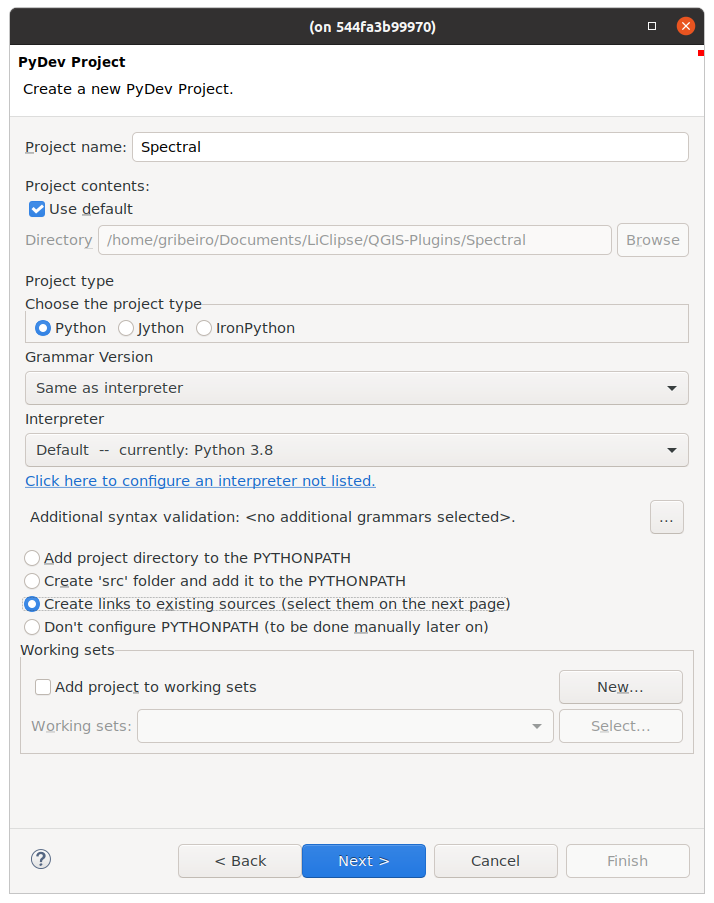 (on 544fa3b99970)
PyDev Project
Create a new PyDev Project.
Project name: Spectral
Project contents:
Use default
Directory /home/gribeiro/Documents/LiClipse/QGIS-Plugins/Spectral Browse
Project type
Choose the project type
Python Jython IronPython
Grammar Version
Same as interpreter
Interpreter
Default -- currently: Python 3.8
Click here to configure an interpreter not listed.
Additional syntax validation: <no additional grammars selected>. ...
Add project directory to the PYTHONPATH
Create 'src' folder and add it to the PYTHONPATH
Create links to existing sources (select them on the next page)
Don't configure PYTHONPATH (to be done manually later on)
Working sets
Add project to working sets New...
Working sets: Select...
? < Back Next > Cancel Finish